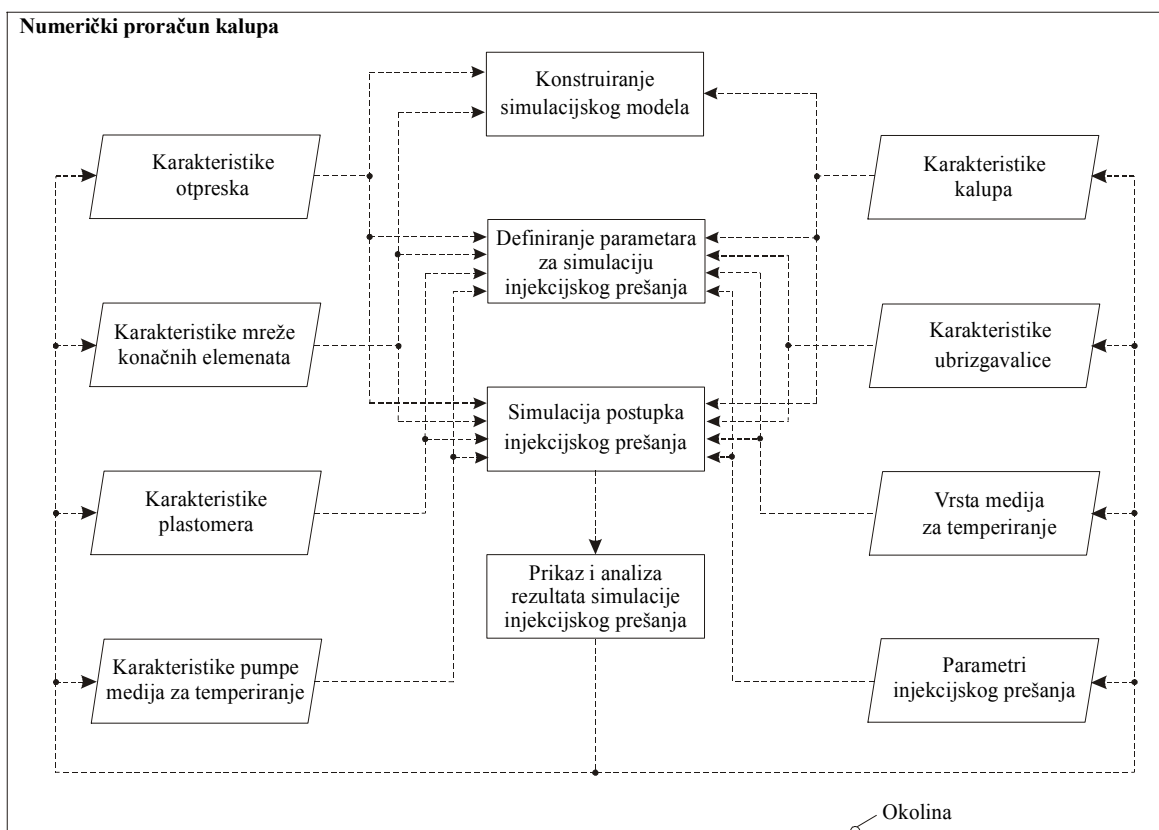 Numerički proračun kalupa
Konstruiranje
simulacijskog modela
Karakteristike
otpreska
Karakteristike
kalupa
Definiranje parametara
za simulaciju
injekcijskog prešanja
Karakteristike mreže
konačnih elemenata
Karakteristike
ubrizgavalice
Simulacija postupka
injekcijskog prešanja
Karakteristike
plastomera
Vrsta medija
za temperiranje
Prikaz i analiza
rezultata simulacije
injekcijskog prešanja
Karakteristike pumpe
medija za temperiranje
Parametri
injekcijskog prešanja
Okolina